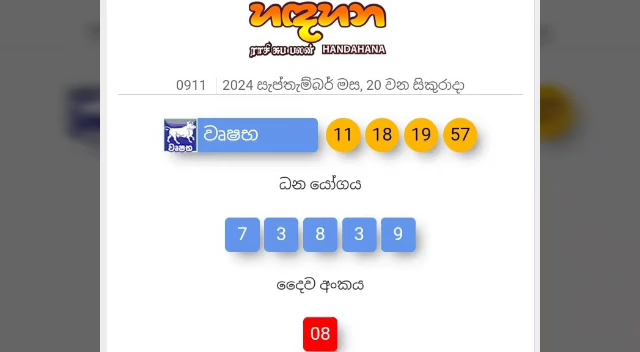 හඳහන
ராசி சுப பலன் HANDAHANA
0911 2024 සැප්තැම්බර් මස, 20 වන සිකුරාදා
වෘෂභ වෘෂභ 11 18 19 57
ධන යෝගය
7 3 8 3 9
දෛව අංකය
08